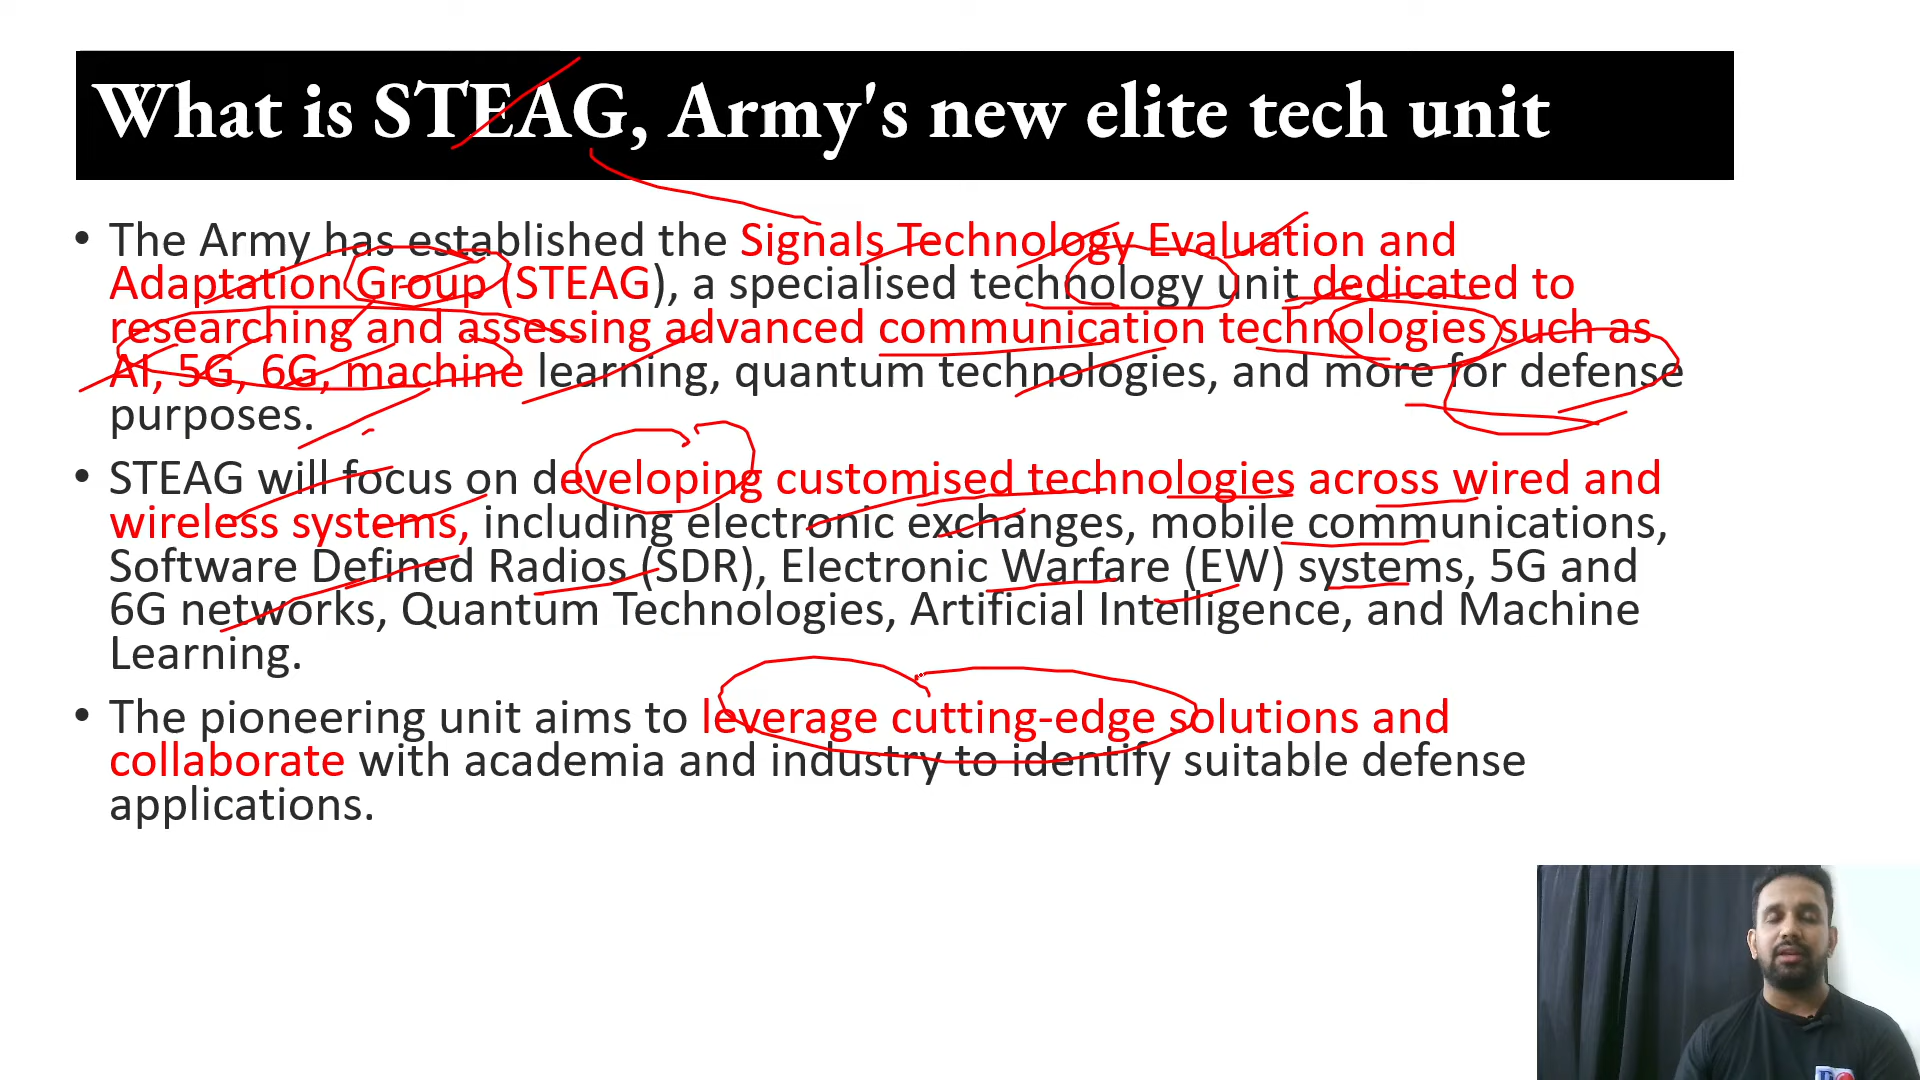 What is STEAG, Army's new elite tech unit
• The Army has established the Signals Technology Evaluation and
Adaptation Group (STEAG), a specialised technology unit dedicated to
researching and assessing advanced communication technologies such as
AI, 5G, 6G, machine learning, quantum technologies, and more for defense
purposes.
• STEAG will focus on developing customised technologies across wired and
wireless systems, including electronic exchanges, mobile communications,
Software Defined Radios (SDR), Electronic Warfare (EW) systems, 5G and
6G networks, Quantum Technologies, Artificial Intelligence, and Machine
Learning.
• The pioneering unit aims to leverage cutting-edge solutions and
collaborate with academia and industry to identify suitable defense
applications.